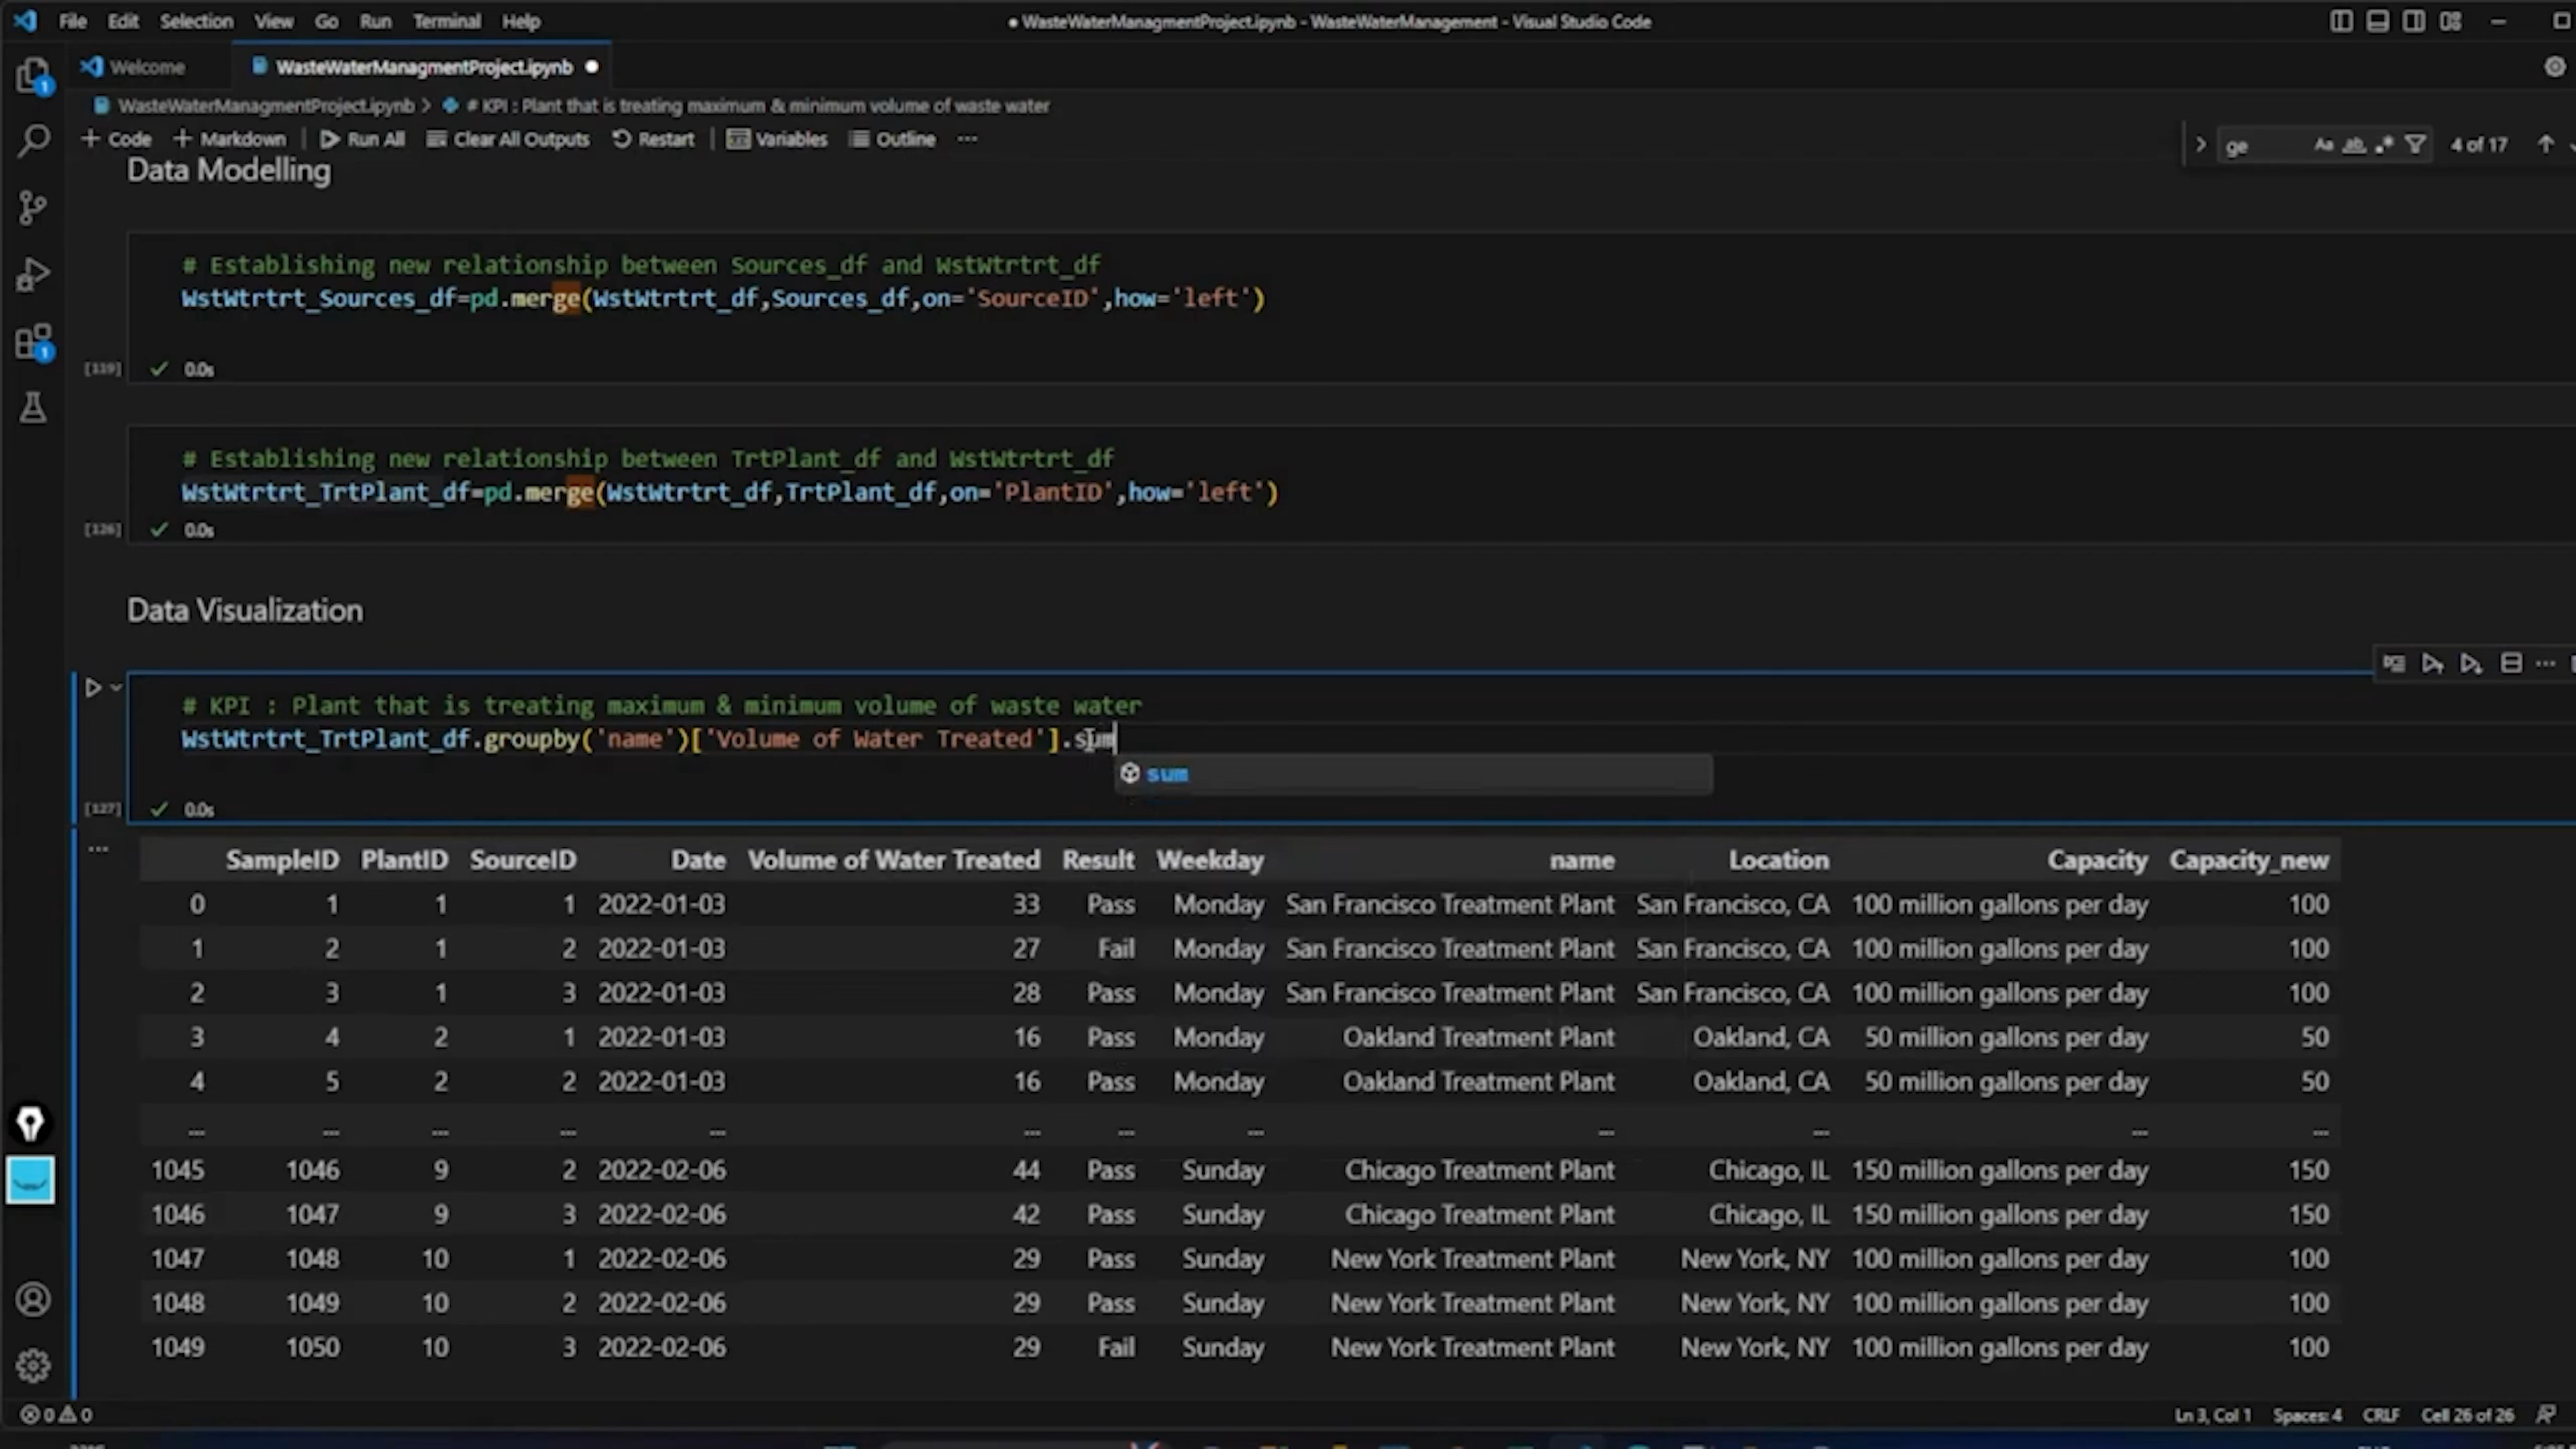 File Edit Selection View Go Run Terminal Help
● WasteWaterManagmentProject.ipynb - WasteWaterManagement - Visual Studio Code
Welcome
WasteWaterManagmentProject.ipynb ●
WasteWaterManagmentProject.ipynb > # KPI : Plant that is treating maximum & minimum volume of waste water
+ Code + Markdown | Run All Clear All Outputs Restart | Variables Outline ...
ge Aa ab 4 of 17
Data Modelling
# Establishing new relationship between Sources_df and WstWtrtrt_df
WstWtrtrt_Sources_df=pd.merge(WstWtrtrt_df,Sources_df,on='SourceID',how='left')
[119] ✓ 0.0s
# Establishing new relationship between TrtPlant_df and WstWtrtrt_df
WstWtrtrt_TrtPlant_df=pd.merge(WstWtrtrt_df,TrtPlant_df,on='PlantID',how='left')
[126] ✓ 0.0s
Data Visualization
# KPI : Plant that is treating maximum & minimum volume of waste water
WstWtrtrt_TrtPlant_df.groupby('name')['Volume of Water Treated'].sum
sum
[127] ✓ 0.0s
...
SampleID PlantID SourceID Date Volume of Water Treated Result Weekday name Location Capacity Capacity_new
0 1 1 1 2022-01-03 33 Pass Monday San Francisco Treatment Plant San Francisco, CA 100 million gallons per day 100
1 2 1 2 2022-01-03 27 Fail Monday San Francisco Treatment Plant San Francisco, CA 100 million gallons per day 100
2 3 1 3 2022-01-03 28 Pass Monday San Francisco Treatment Plant San Francisco, CA 100 million gallons per day 100
3 4 2 1 2022-01-03 16 Pass Monday Oakland Treatment Plant Oakland, CA 50 million gallons per day 50
4 5 2 2 2022-01-03 16 Pass Monday Oakland Treatment Plant Oakland, CA 50 million gallons per day 50
... ... ... ... ... ... ... ... ... ... ... ...
1045 1046 9 2 2022-02-06 44 Pass Sunday Chicago Treatment Plant Chicago, IL 150 million gallons per day 150
1046 1047 9 3 2022-02-06 42 Pass Sunday Chicago Treatment Plant Chicago, IL 150 million gallons per day 150
1047 1048 10 1 2022-02-06 29 Pass Sunday New York Treatment Plant New York, NY 100 million gallons per day 100
1048 1049 10 2 2022-02-06 29 Pass Sunday New York Treatment Plant New York, NY 100 million gallons per day 100
1049 1050 10 3 2022-02-06 29 Fail Sunday New York Treatment Plant New York, NY 100 million gallons per day 100
0 0 Ln 3, Col 1 Spaces: 4 CRLF Cell 26 of 26